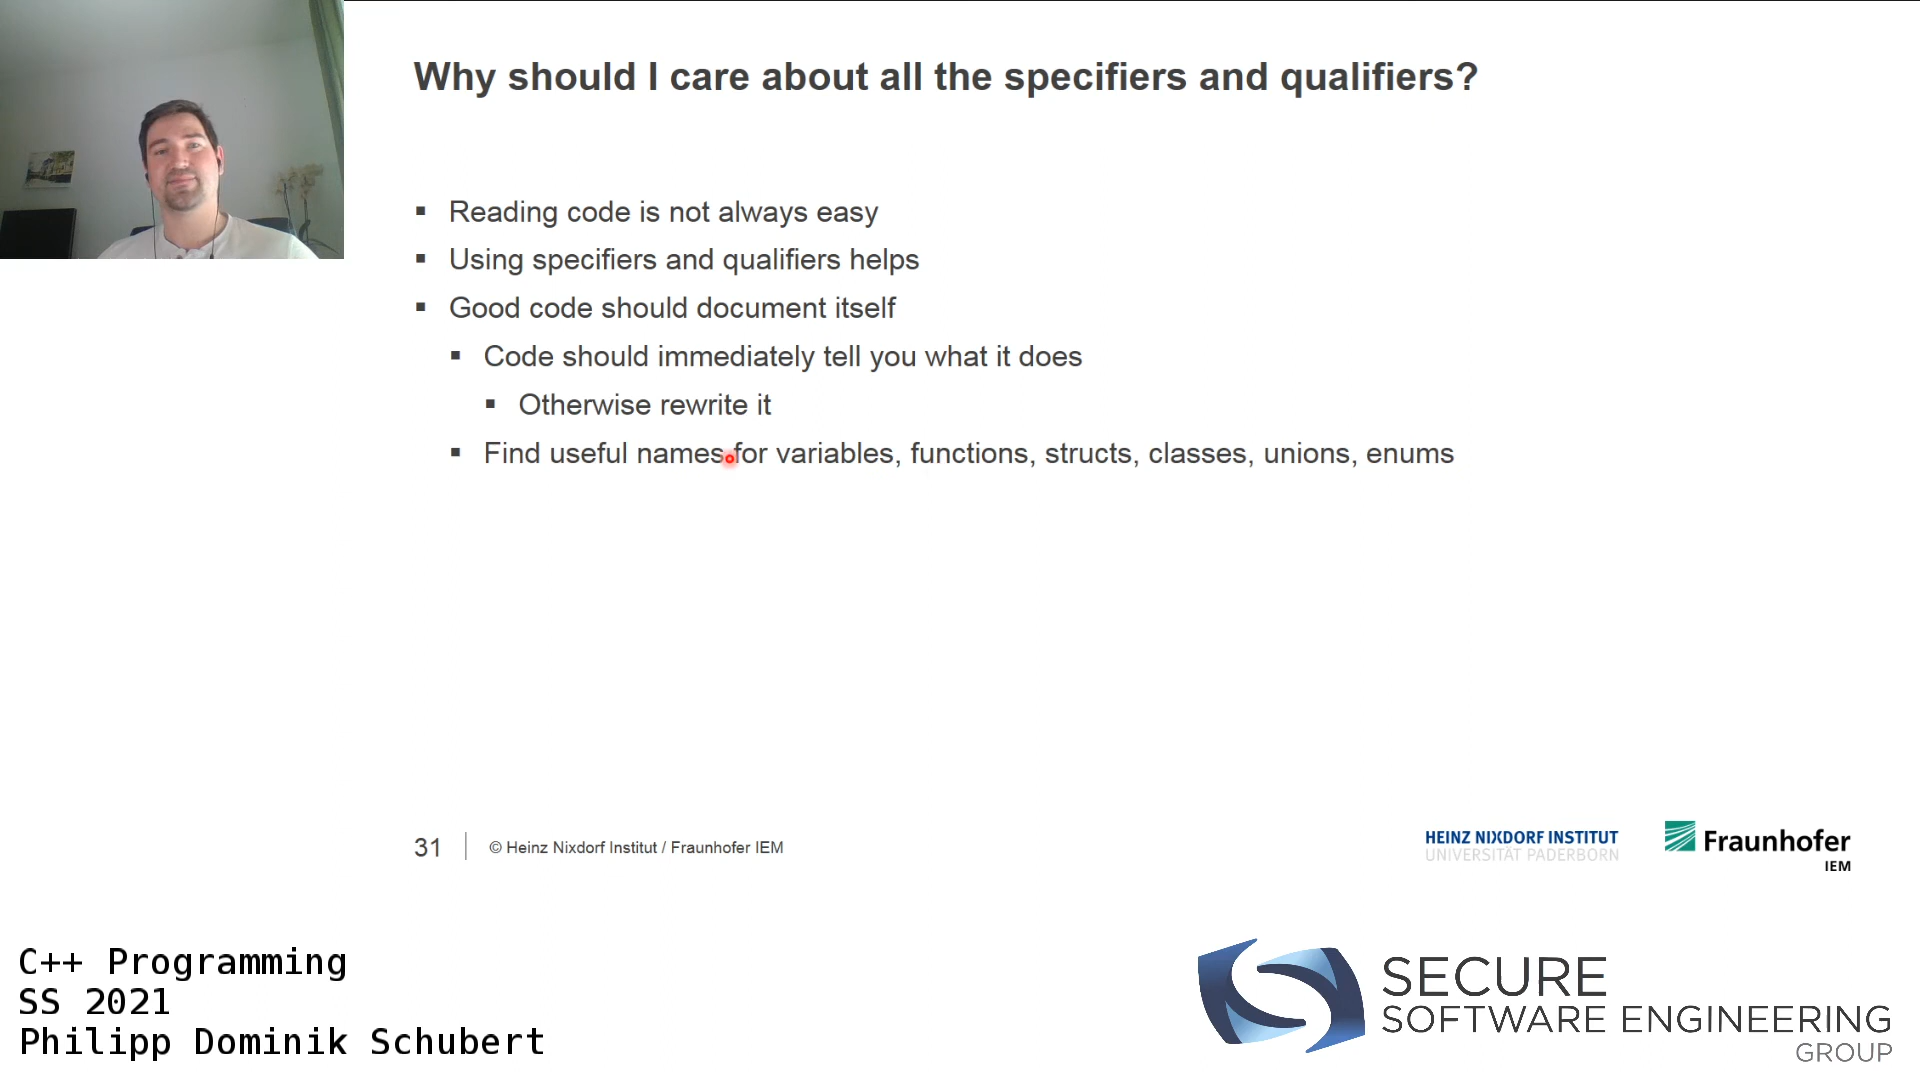 Why should I care about all the specifiers and qualifiers?
▪ Reading code is not always easy
▪ Using specifiers and qualifiers helps
▪ Good code should document itself
▪ Code should immediately tell you what it does
▪ Otherwise rewrite it
▪ Find useful names for variables, functions, structs, classes, unions, enums
31
© Heinz Nixdorf Institut / Fraunhofer IEM
HEINZ NIXDORF INSTITUT
UNIVERSITÄT PADERBORN
Fraunhofer
IEM
C++ Programming
SS 2021
Philipp Dominik Schubert
SECURE
SOFTWARE ENGINEERING
GROUP